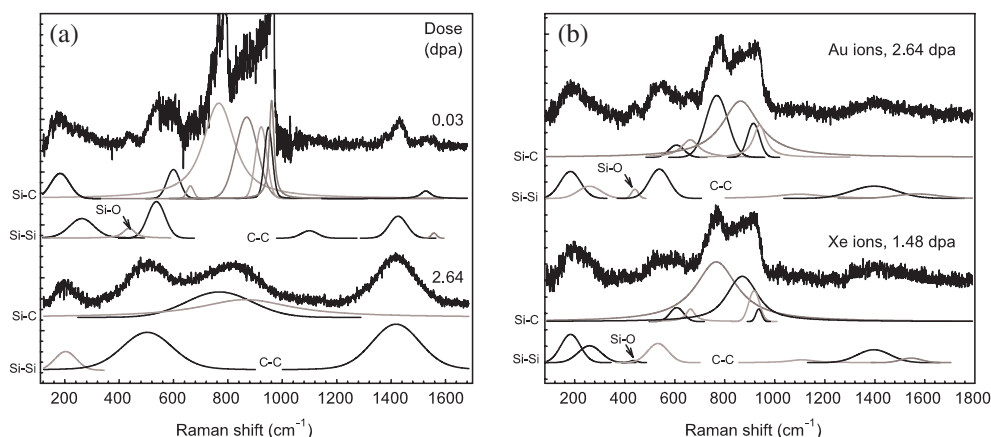 (a)
Dose
(dpa)
0.03
Si-C
Si-O
Si-Si
C-C
2.64
Si-C
Si-Si
C-C
200 400 600 800 1000 1200 1400 1600
Raman shift (cm⁻¹)
(b)
Au ions, 2.64 dpa
Si-C
Si-O
Si-Si
C-C
Xe ions, 1.48 dpa
Si-C
Si-O
Si-Si
C-C
200 400 600 800 1000 1200 1400 1600 1800
Raman shift (cm⁻¹)